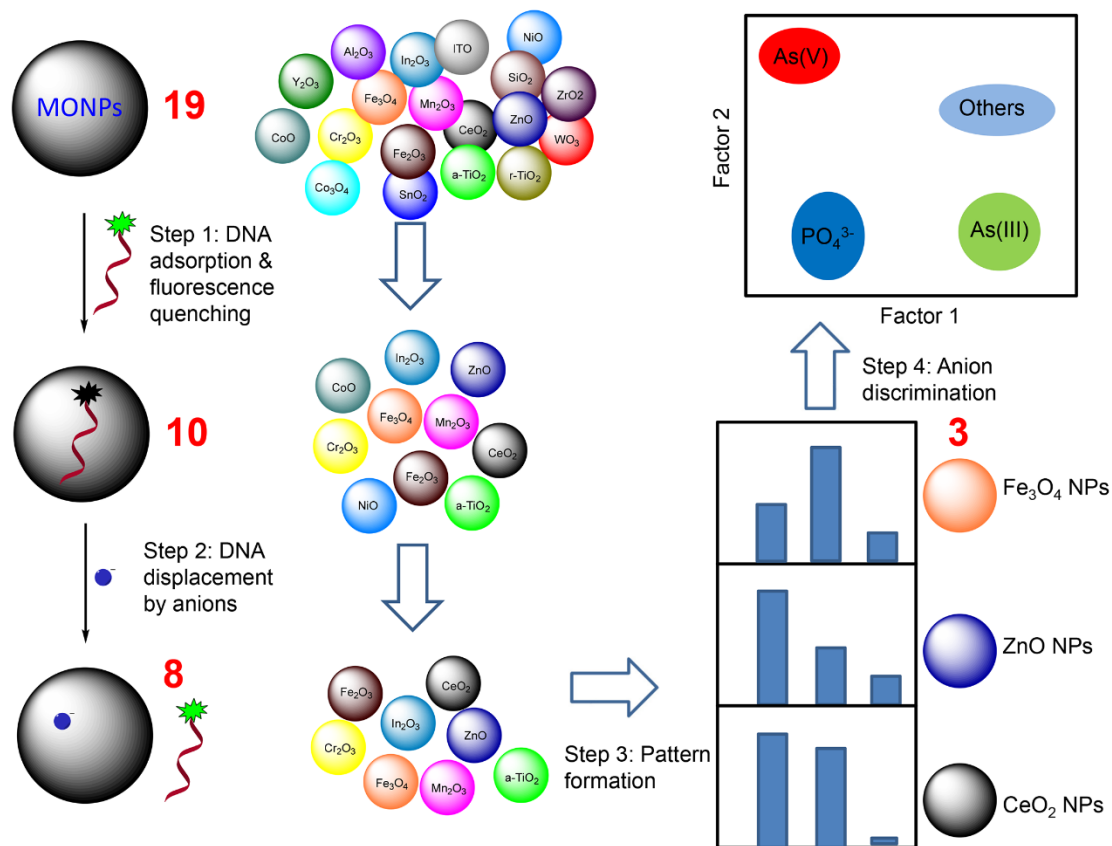 MONPs
19
NiO
ITO
Al₂O₃
In₂O₃
SiO₂
Y₂O₃
ZrO2
Fe₃O₄
Mn₂O₃
ZnO
CoO
Cr₂O₃
CeO₂
WO₃
Fe₂O₃
a-TiO₂
r-TiO₂
Co₃O₄
SnO₂
Step 1: DNA
adsorption &
fluorescence
quenching
10
In₂O₃
ZnO
CoO
Fe₃O₄
Mn₂O₃
Cr₂O₃
CeO₂
Fe₂O₃
NiO
a-TiO₂
Step 2: DNA
displacement
by anions
-
8
-
CeO₂
Fe₂O₃
In₂O₃
ZnO
Cr₂O₃
a-TiO₂
Fe₃O₄
Mn₂O₃
Step 3: Pattern
formation
3
Fe₃O₄ NPs
ZnO NPs
CeO₂ NPs
Step 4: Anion
discrimination
Factor 2
As(V)
Others
PO₄³⁻
As(III)
Factor 1